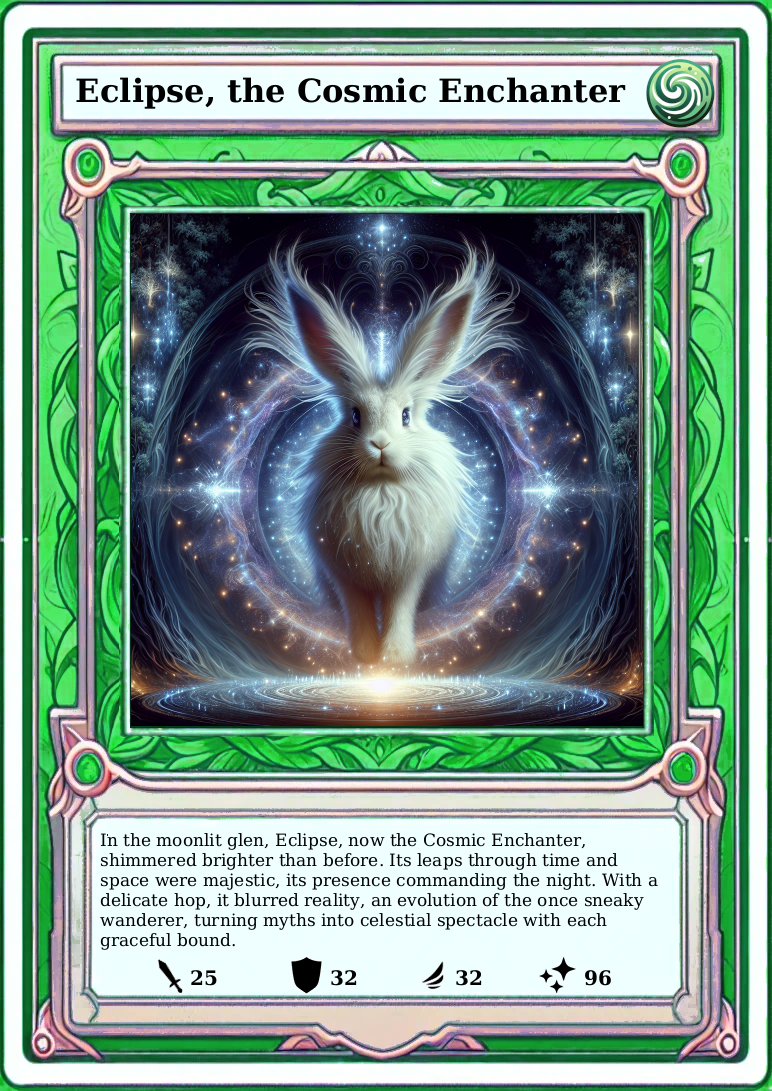 Eclipse, the Cosmic Enchanter
In the moonlit glen, Eclipse, now the Cosmic Enchanter,
shimmered brighter than before. Its leaps through time and
space were majestic, its presence commanding the night. With a
delicate hop, it blurred reality, an evolution of the once sneaky
wanderer, turning myths into celestial spectacle with each
graceful bound.
25 32 32 96